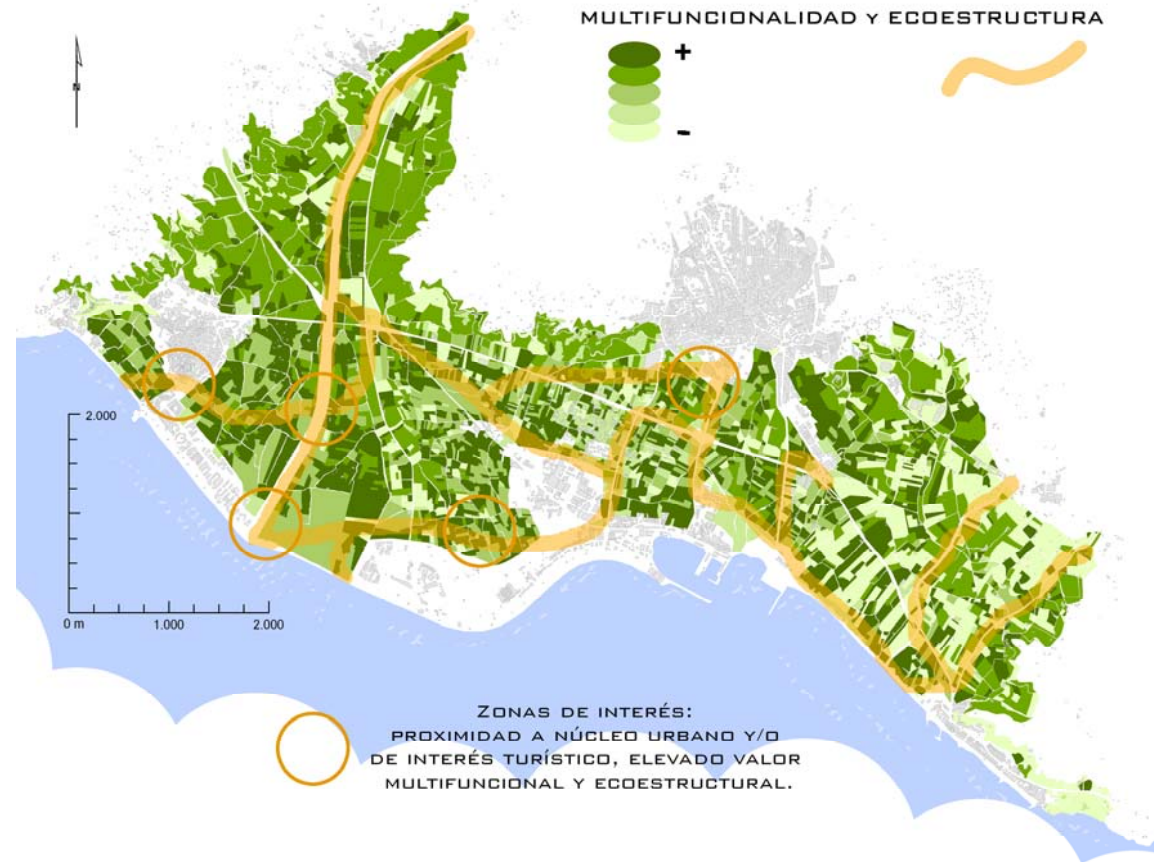 MULTIFUNCIONALIDAD Y ECOESTRUCTURA
+
-
2.000
0 m
1.000
2.000
ZONAS DE INTERÉS:
PROXIMIDAD A NÚCLEO URBANO Y/O
DE INTERÉS TURÍSTICO, ELEVADO VALOR
MULTIFUNCIONAL Y ECOESTRUCTURAL.